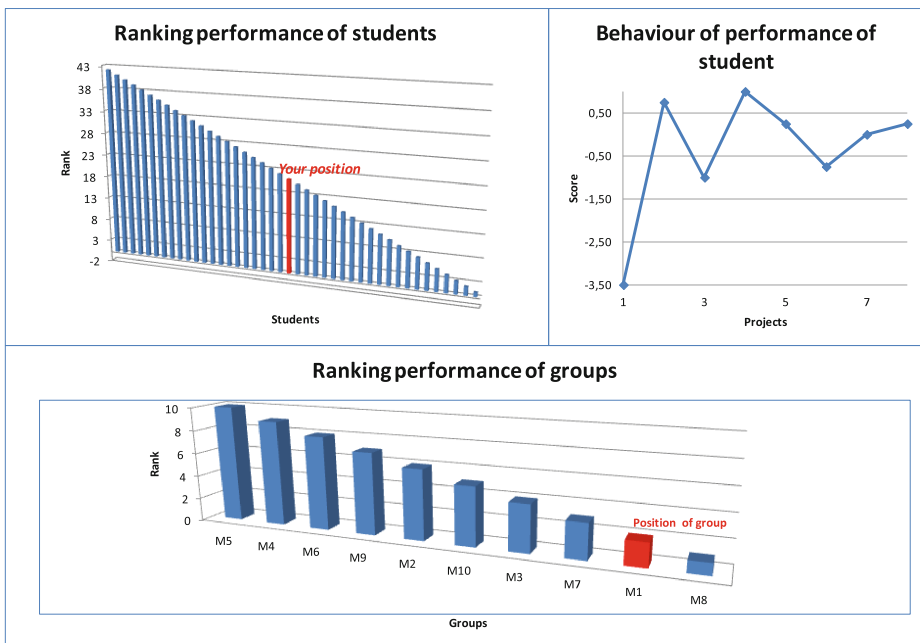 Ranking performance of students
43
38
33
28
23
18
13
8
3
-2
Rank
Your position
Students
Behaviour of performance of
student
0,50
-0,50
-1,50
-2,50
-3,50
Score
1 3 5 7
Projects
Ranking performance of groups
10
8
6
4
2
0
Rank
Position of group
M5 M4 M6 M9 M2 M10 M3 M7 M1 M8
Groups